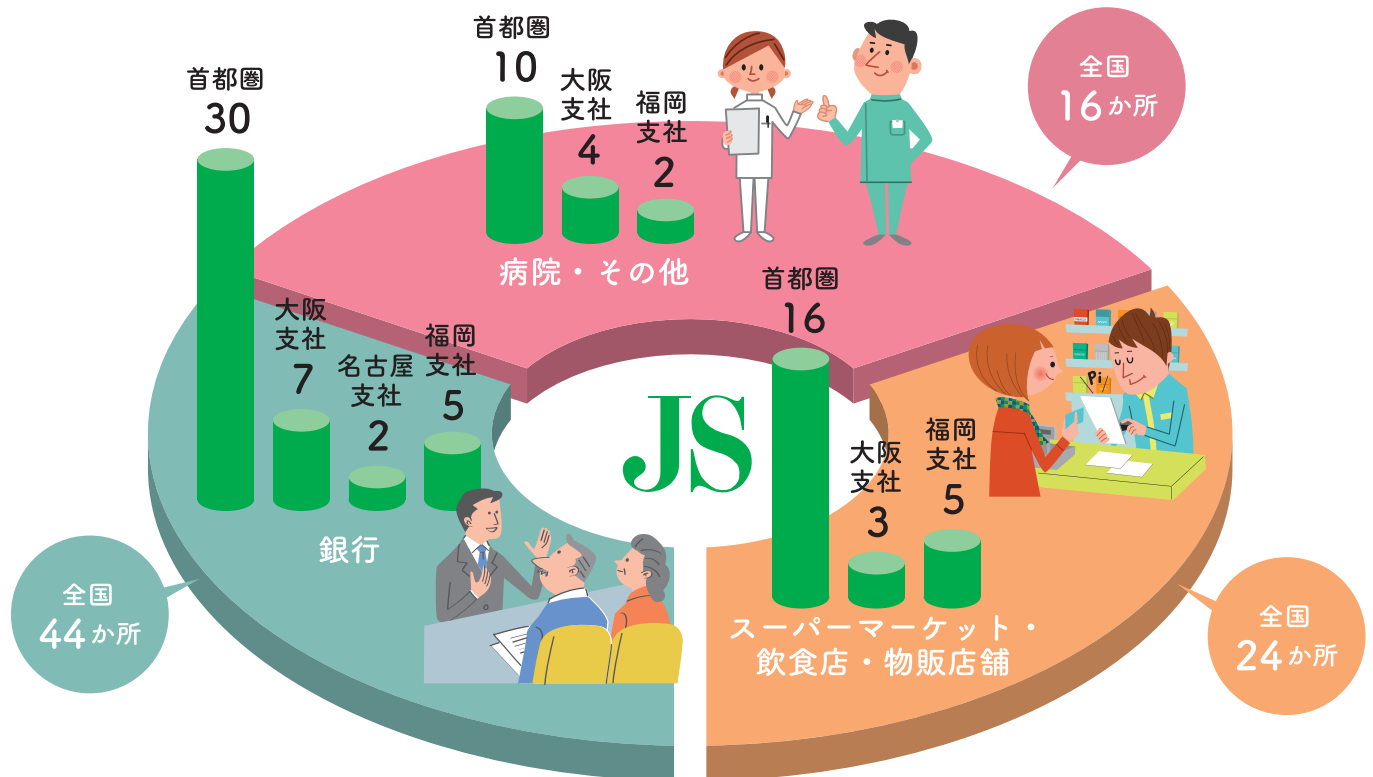 首都圏
10
大阪
支社
4
福岡
支社
2
病院・その他
全国
16か所
首都圏
30
大阪
支社
7
名古屋
支社
2
福岡
支社
5
銀行
全国
44か所
JS
首都圏
16
大阪
支社
3
福岡
支社
5
スーパーマーケット・
飲食店・物販店舗
Pi
全国
24か所